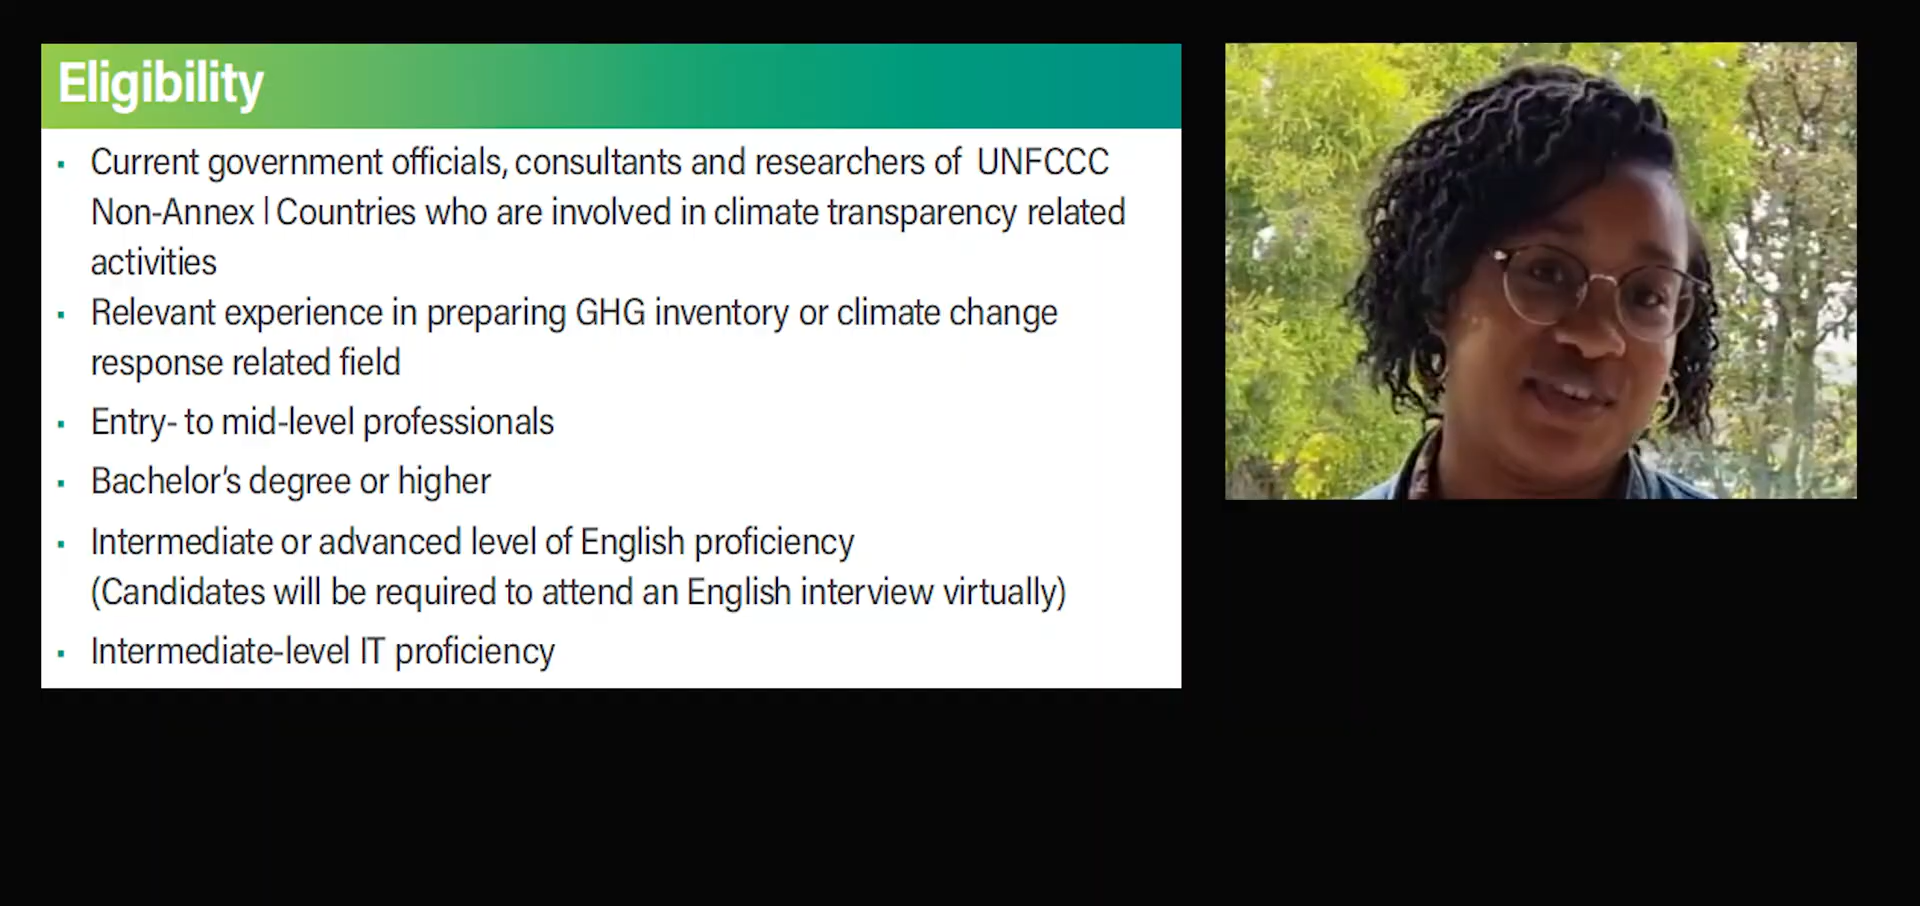 Eligibility
▪ Current government officials, consultants and researchers of UNFCCC
Non-Annex I Countries who are involved in climate transparency related
activities
▪ Relevant experience in preparing GHG inventory or climate change
response related field
▪ Entry- to mid-level professionals
▪ Bachelor’s degree or higher
▪ Intermediate or advanced level of English proficiency
(Candidates will be required to attend an English interview virtually)
▪ Intermediate-level IT proficiency